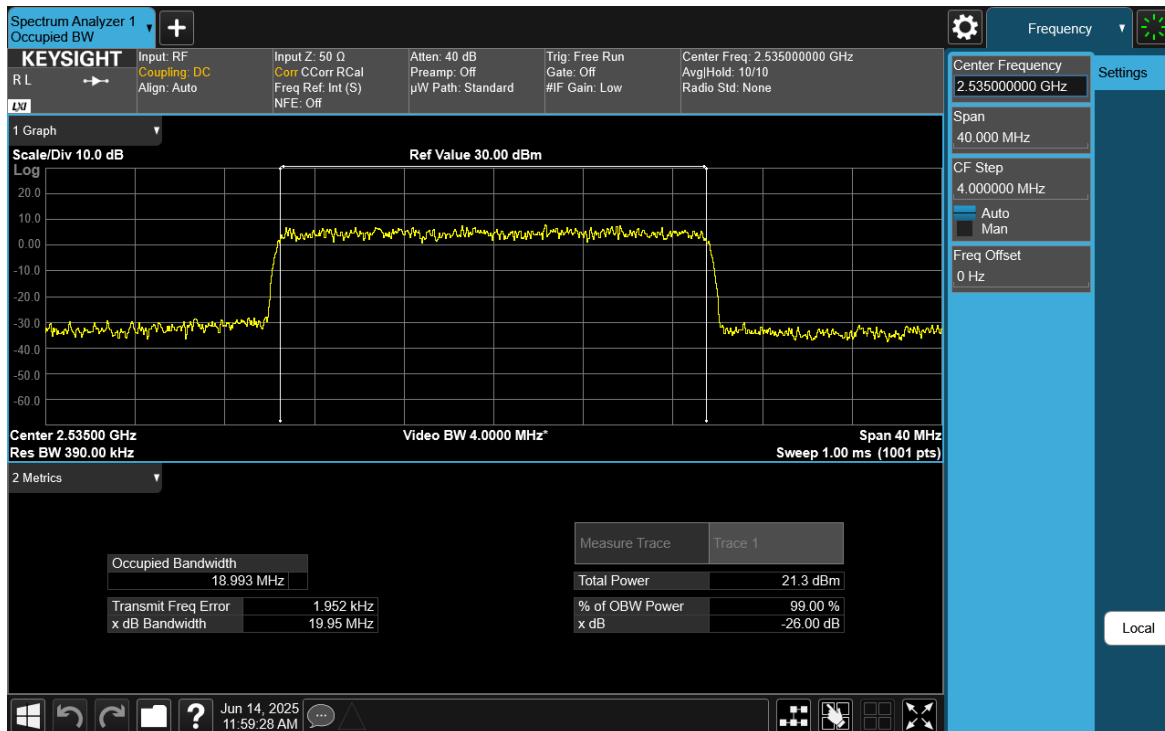 Spectrum Analyzer 1
Occupied BW
Frequency
KEYSIGHT
R L
LXI
Input: RF
Coupling: DC
Align: Auto
Input Z: 50 Ω
Corr CCorr RCal
Freq Ref: Int (S)
NFE: Off
Atten: 40 dB
Preamp: Off
µW Path: Standard
Trig: Free Run
Gate: Off
#IF Gain: Low
Center Freq: 2.535000000 GHz
Avg|Hold: 10/10
Radio Std: None
Center Frequency
2.535000000 GHz
Settings
Span
40.000 MHz
CF Step
4.000000 MHz
Auto
Man
Freq Offset
0 Hz
Local
1 Graph
Scale/Div 10.0 dB
Ref Value 30.00 dBm
Log
20.0
10.0
0.00
-10.0
-20.0
-30.0
-40.0
-50.0
-60.0
Center 2.53500 GHz
Video BW 4.0000 MHz*
Span 40 MHz
Res BW 390.00 kHz
Sweep 1.00 ms (1001 pts)
2 Metrics
Measure Trace
Trace 1
Occupied Bandwidth
18.993 MHz
Total Power
21.3 dBm
Transmit Freq Error
1.952 kHz
% of OBW Power
99.00 %
x dB Bandwidth
19.95 MHz
x dB
-26.00 dB
?
Jun 14, 2025
11:59:28 AM